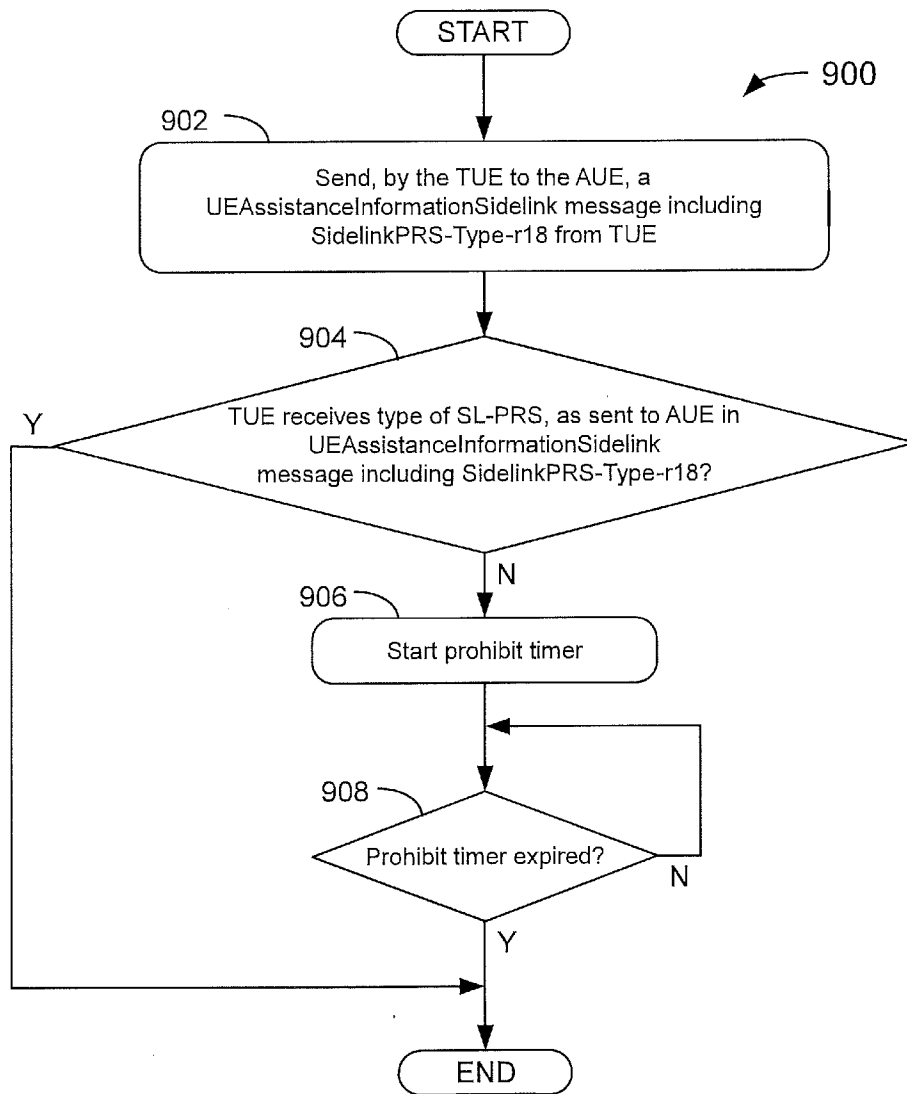 START
900
902
Send, by the TUE to the AUE, a
UEAssistanceInformationSidelink message including
SidelinkPRS-Type-r18 from TUE
904
Y
TUE receives type of SL-PRS, as sent to AUE in
UEAssistanceInformationSidelink
message including SidelinkPRS-Type-r18?
N
906
Start prohibit timer
908
Prohibit timer expired?
N
Y
END